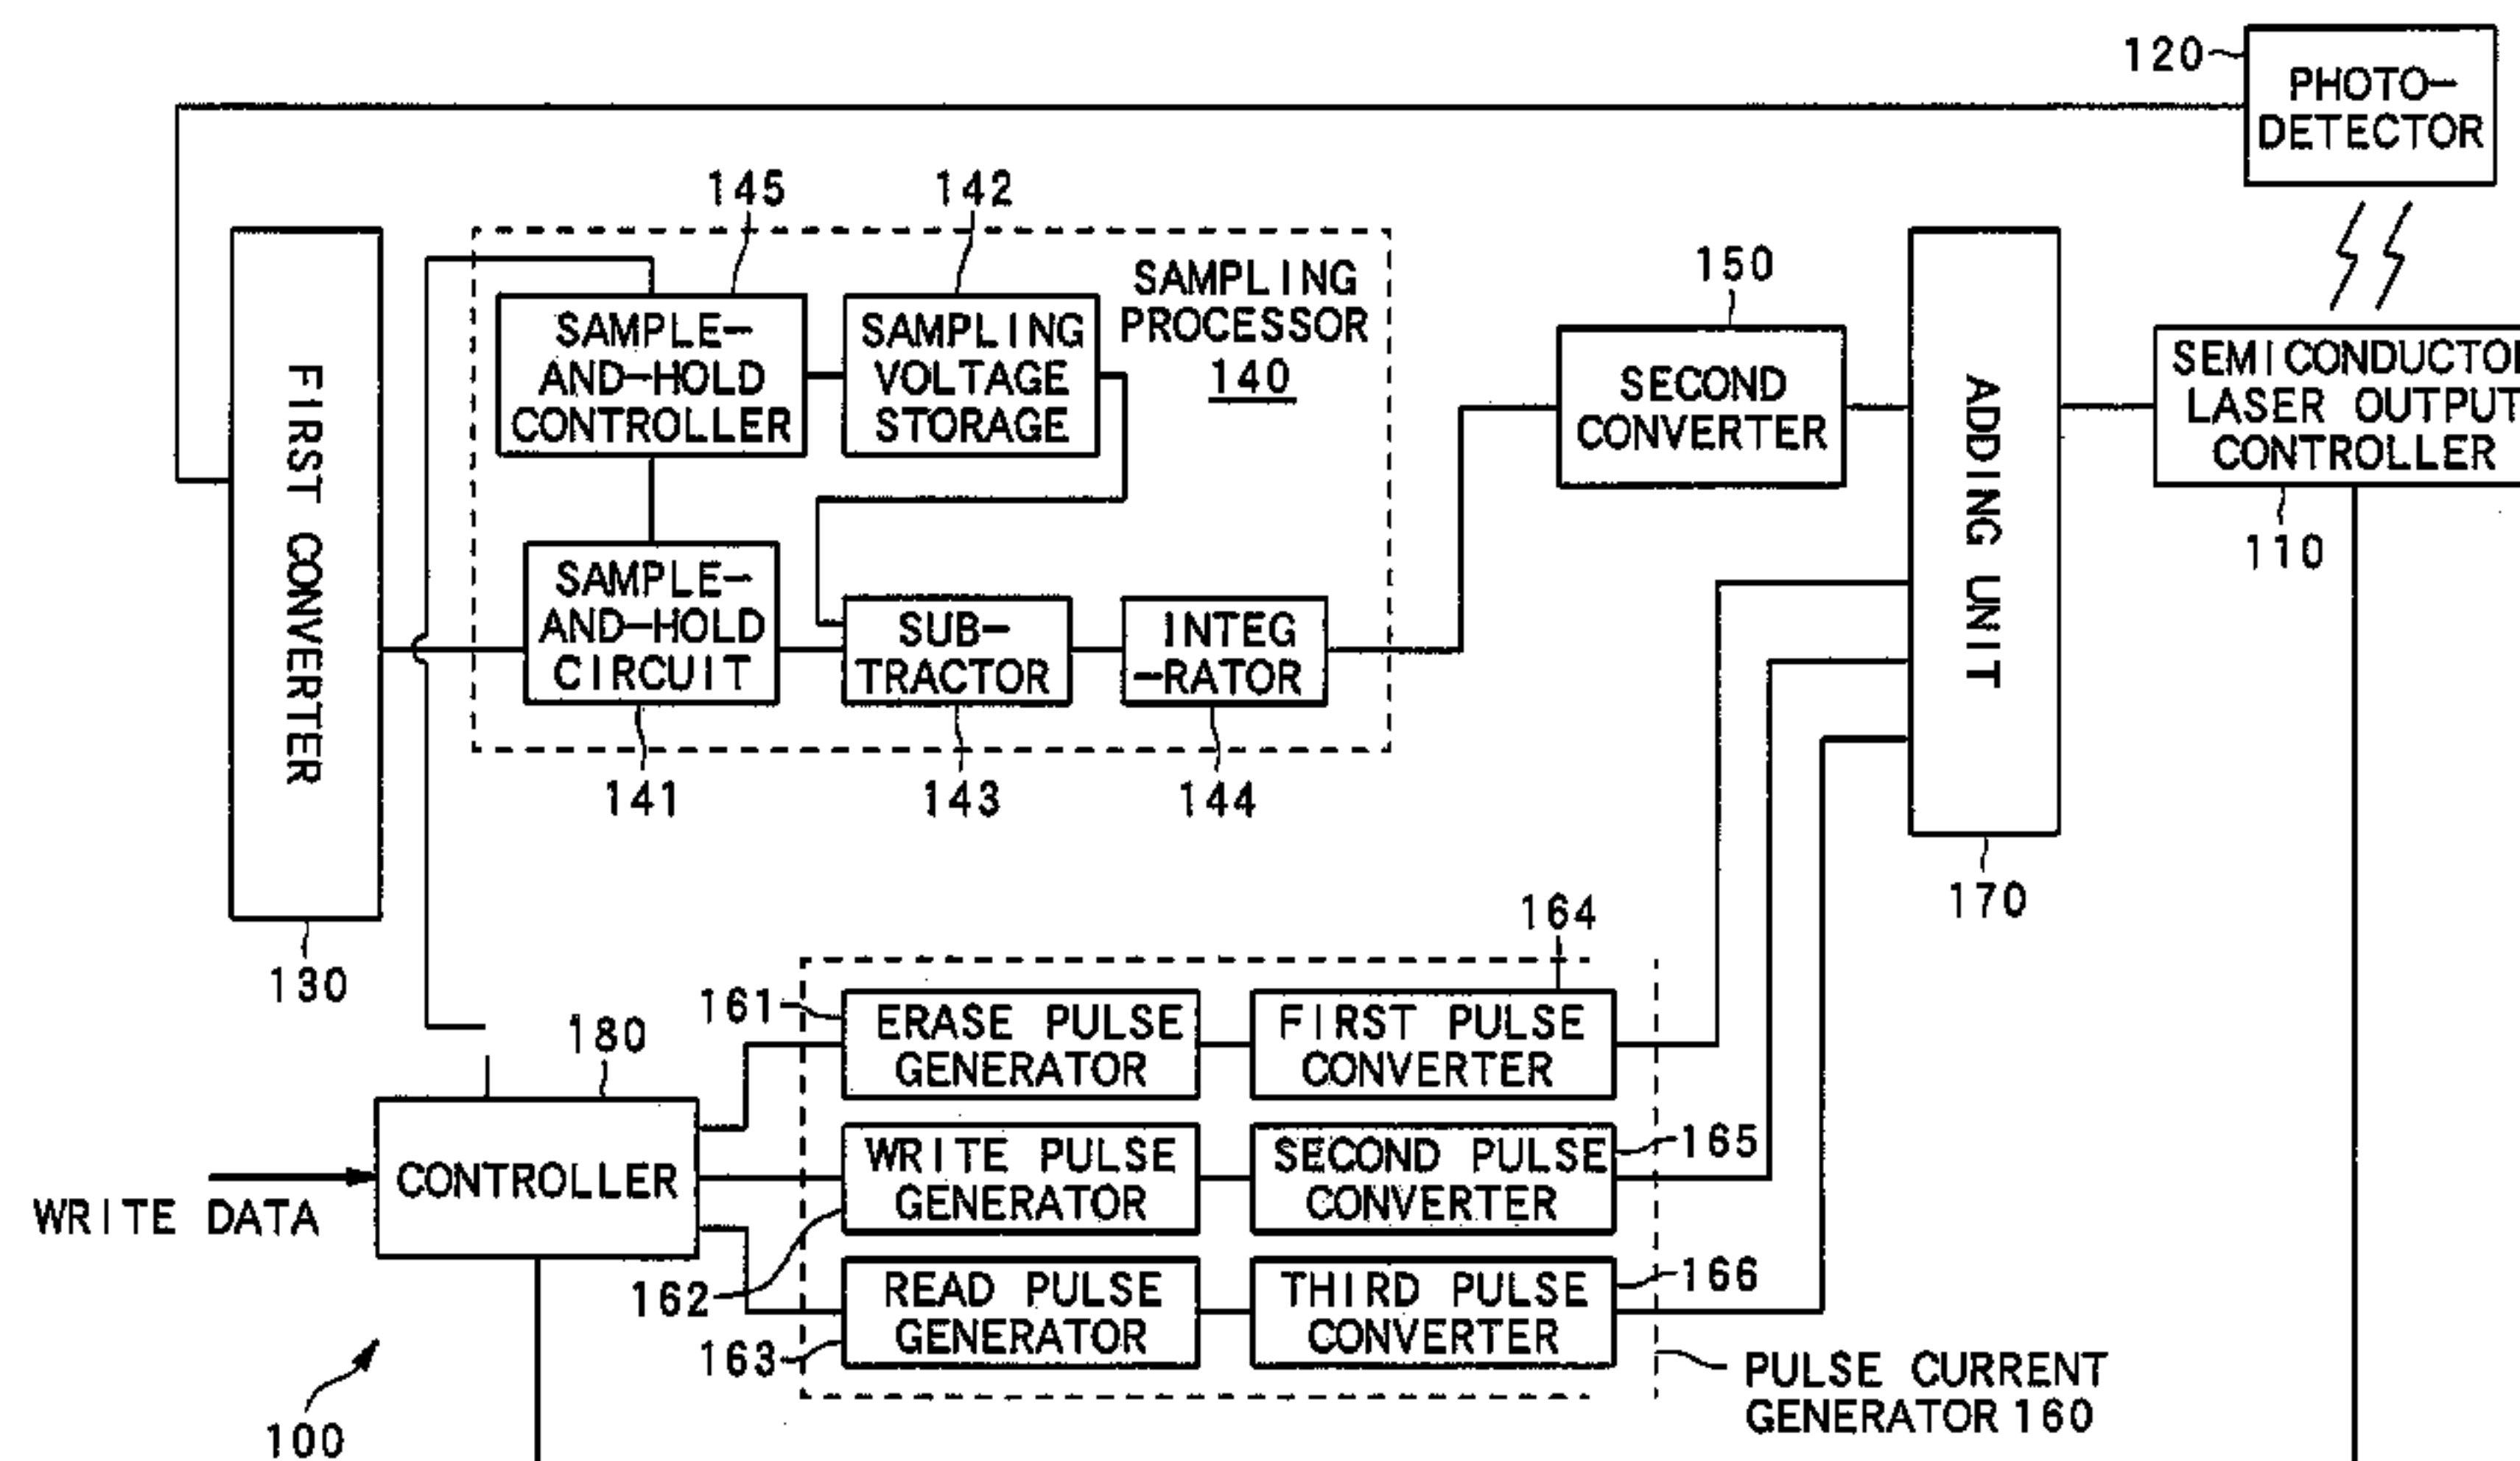 120
PHOTO-
DETECTOR
145
142
SAMPLING
PROCESSOR
140
SAMPLE-
AND-HOLD
CONTROLLER
SAMPLING
VOLTAGE
STORAGE
150
SECOND
CONVERTER
ADDING UNIT
SEMICONDUCTOR
LASER OUTPUT
CONTROLLER
110
FIRST CONVERTER
SAMPLE-
AND-HOLD
CIRCUIT
SUB-
TRACTOR
INTEG
-RATOR
141
143
144
170
130
164
161
ERASE PULSE
GENERATOR
FIRST PULSE
CONVERTER
180
CONTROLLER
WRITE DATA
WRITE PULSE
GENERATOR
SECOND PULSE
CONVERTER
165
162
READ PULSE
GENERATOR
THIRD PULSE
CONVERTER
166
163
PULSE CURRENT
GENERATOR 160
100